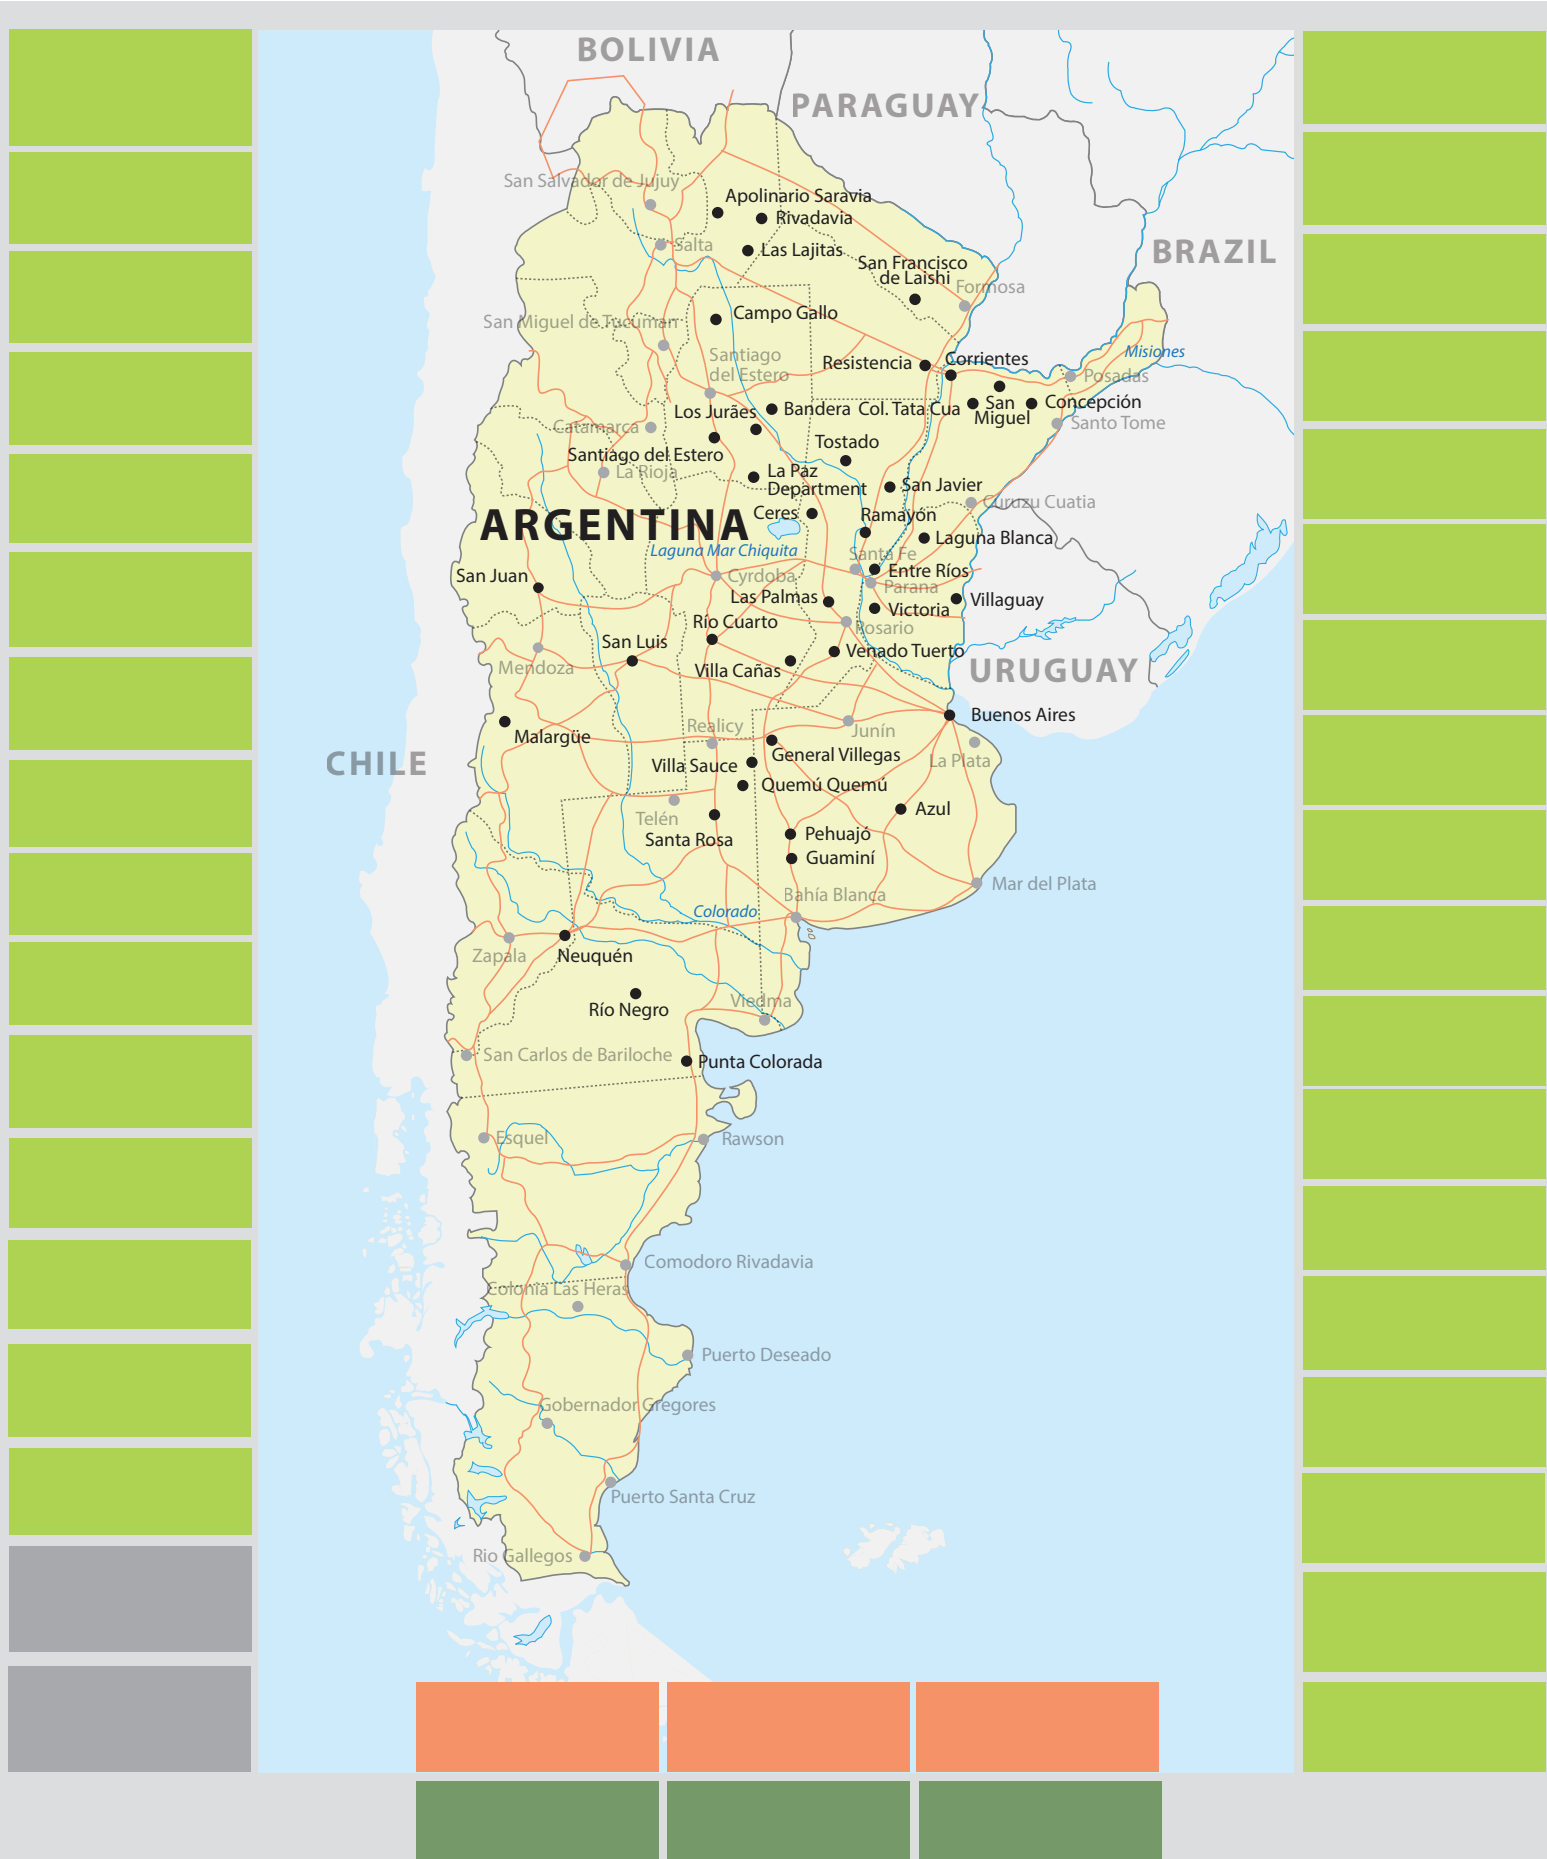 BOLIVIA
PARAGUAY
San Salvador de Jujuy
Apolinario Saravia
Rivadavia
Salta
Las Lajitas
BRAZIL
San Francisco
de Laishi
Formosa
Campo Gallo
San Miguel de Tucuman
Santiago
del Estero
Resistencia
Corrientes
Misiones
Posadas
Los Jurães
Bandera
Col. Tata Cua
San
Miguel
Concepción
Santo Tome
Catamarca
Tostado
Santiago del Estero
La Rioja
La Paz
Department
San Javier
Curuzu Cuatia
Ceres
Ramayón
ARGENTINA
Laguna Blanca
Laguna Mar Chiquita
Santa Fe
San Juan
Cyrdoba
Entre Ríos
Parana
Las Palmas
Victoria
Villaguay
Río Cuarto
Rosario
San Luis
Venado Tuerto
Mendoza
Villa Cañas
URUGUAY
Buenos Aires
Malargüe
Realicy
Junín
General Villegas
La Plata
CHILE
Villa Sauce
Quemú Quemú
Telén
Azul
Santa Rosa
Pehuajó
Guaminí
Mar del Plata
Bahía Blanca
Colorado
Zapala
Neuquén
Río Negro
Viedma
San Carlos de Bariloche
Punta Colorada
Esquel
Rawson
Comodoro Rivadavia
Colonia Las Heras
Puerto Deseado
Gobernador Gregores
Puerto Santa Cruz
Rio Gallegos